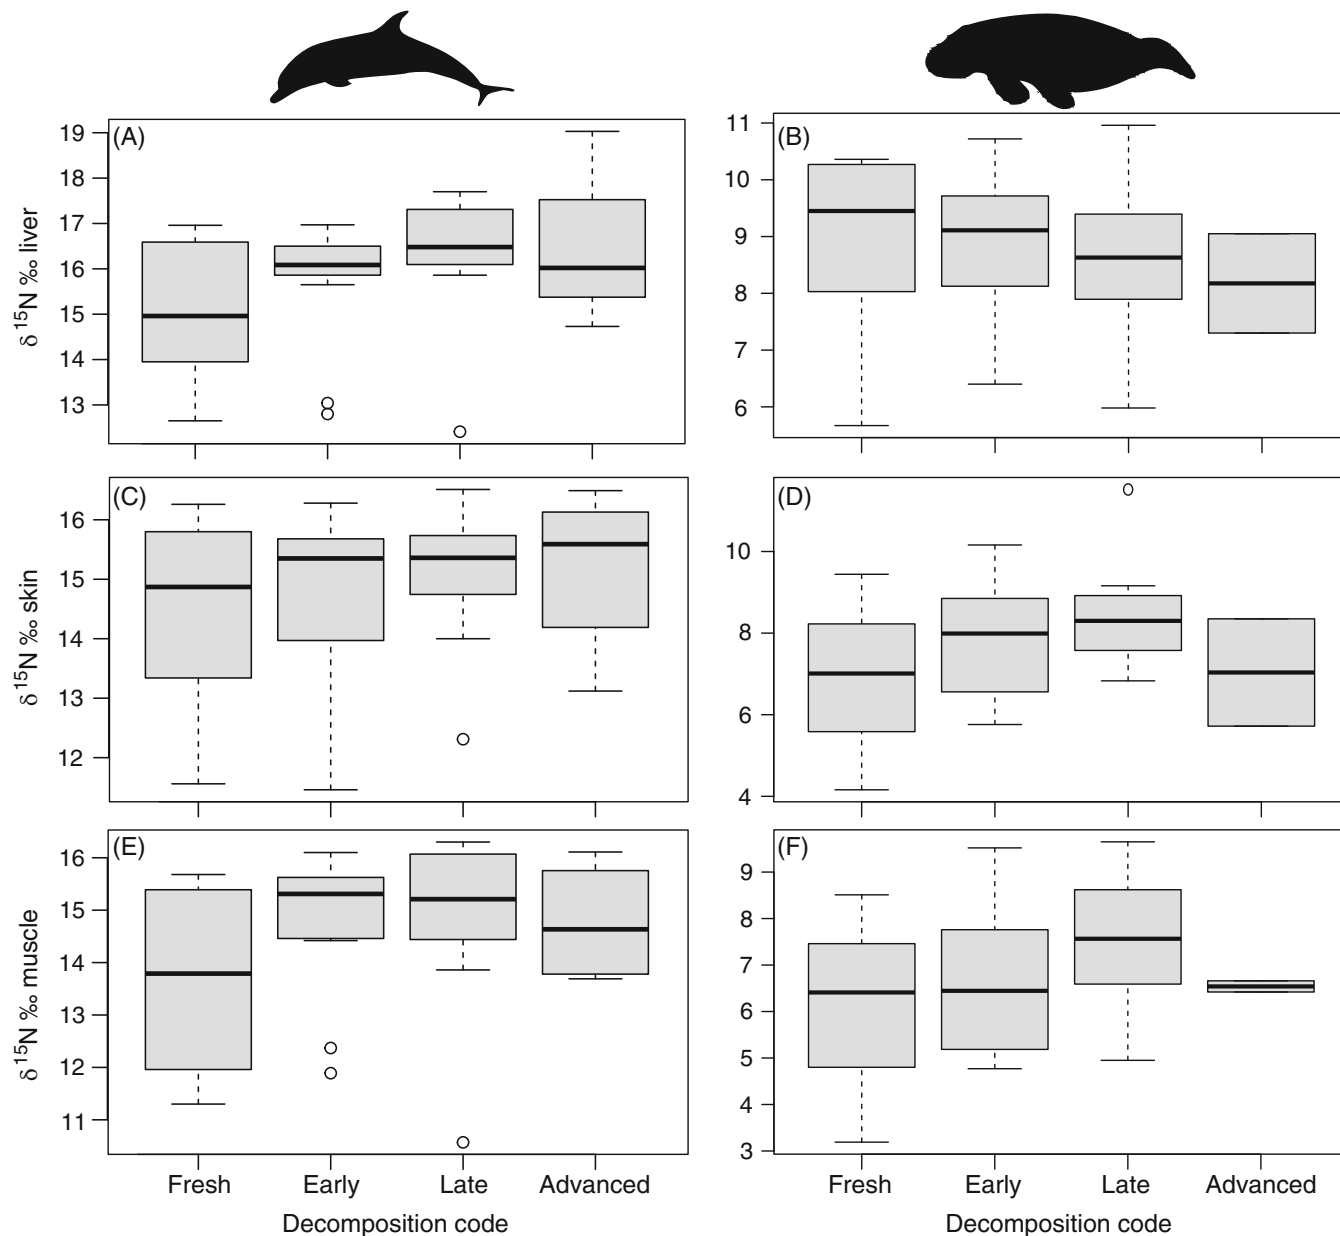 (A)
19
18
17
16
15
14
13
δ ¹⁵N ‰ liver
(B)
11
10
9
8
7
6
(C)
16
15
14
13
12
δ ¹⁵N ‰ skin
(D)
10
8
6
4
(E)
16
15
14
13
12
11
δ ¹⁵N ‰ muscle
Fresh Early Late Advanced
Decomposition code
(F)
9
8
7
6
5
4
3
Fresh Early Late Advanced
Decomposition code